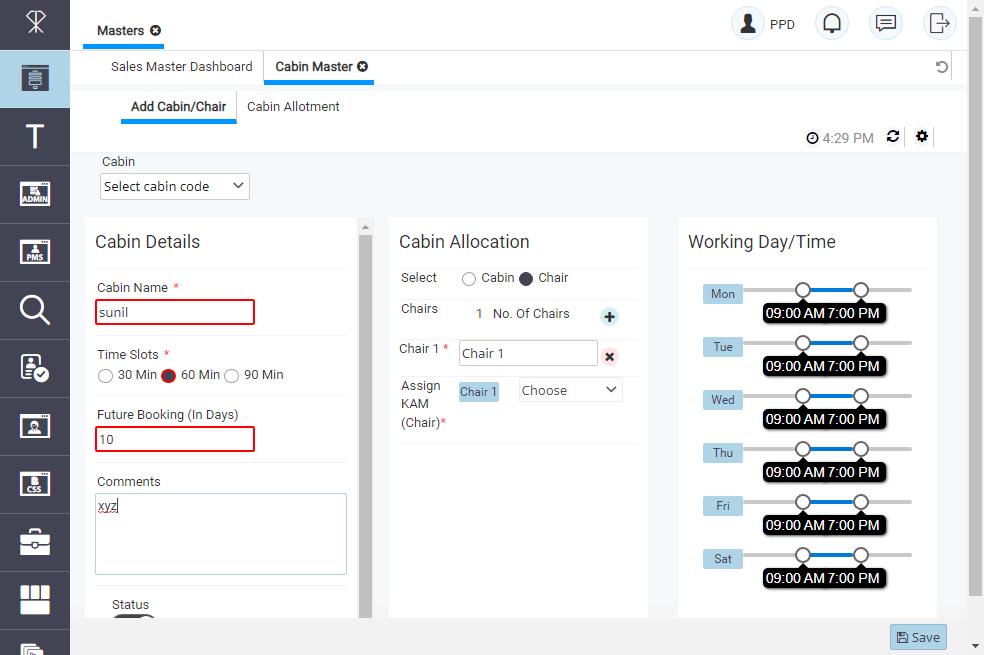 PPD
Masters
Sales Master Dashboard
Cabin Master
Add Cabin/Chair
Cabin Allotment
4:29 PM
Cabin
Select cabin code
T
ADMIN
PMS
CSS
Cabin Details
Cabin Name *
sunil
Time Slots *
30 Min 60 Min 90 Min
Future Booking (In Days)
10
Comments
xyz
Status
Cabin Allocation
Select Cabin Chair
Chairs 1 No. Of Chairs
Chair 1 * Chair 1
Assign KAM (Chair)* Chair 1 Choose
Working Day/Time
Mon
09:00 AM 7:00 PM
Tue
09:00 AM 7:00 PM
Wed
09:00 AM 7:00 PM
Thu
09:00 AM 7:00 PM
Fri
09:00 AM 7:00 PM
Sat
09:00 AM 7:00 PM
Save